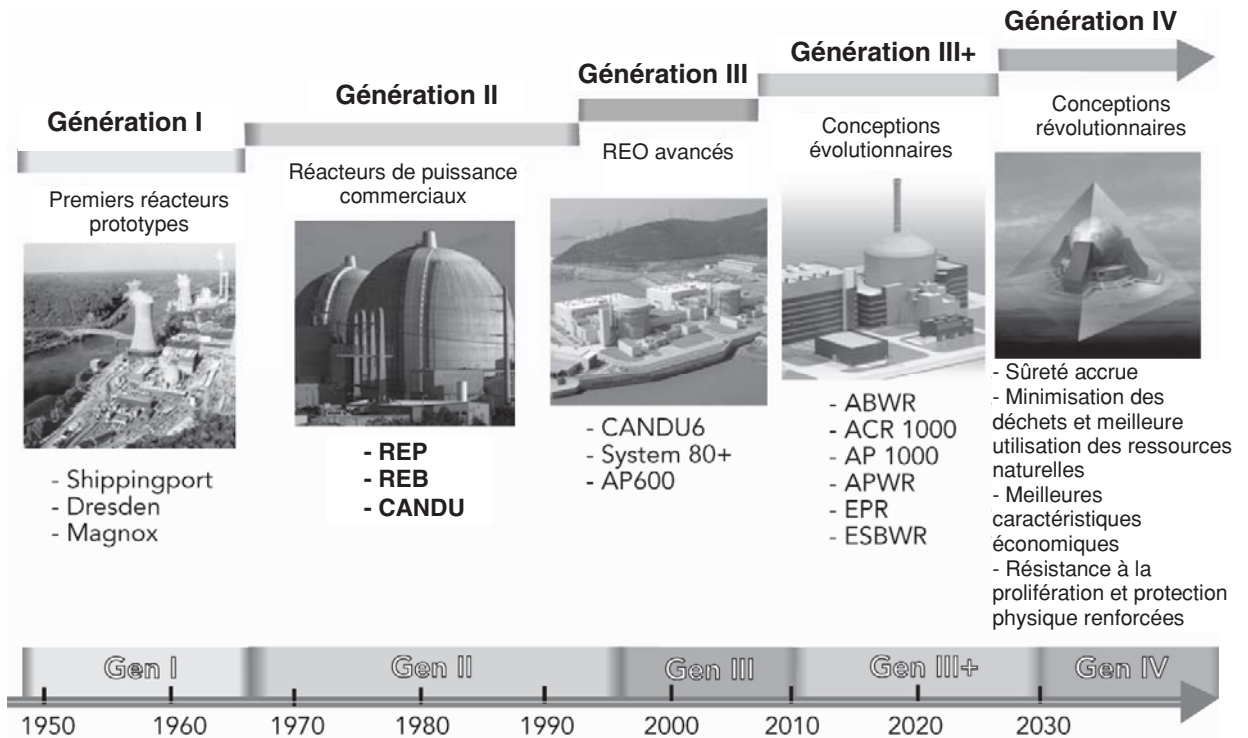 Génération I
Premiers réacteurs
prototypes
- Shippingport
- Dresden
- Magnox
Génération II
Réacteurs de puissance
commerciaux
- REP
- REB
- CANDU
Génération III
REO avancés
- CANDU6
- System 80+
- AP600
Génération III+
Conceptions
évolutionnaires
- ABWR
- ACR 1000
- AP 1000
- APWR
- EPR
- ESBWR
Génération IV
Conceptions
révolutionnaires
- Sûreté accrue
- Minimisation des
déchets et meilleure
utilisation des ressources
naturelles
- Meilleures
caractéristiques
économiques
- Résistance à la
prolifération et protection
physique renforcées
Gen I
Gen II
Gen III
Gen III+
Gen IV
1950 1960 1970 1980 1990 2000 2010 2020 2030